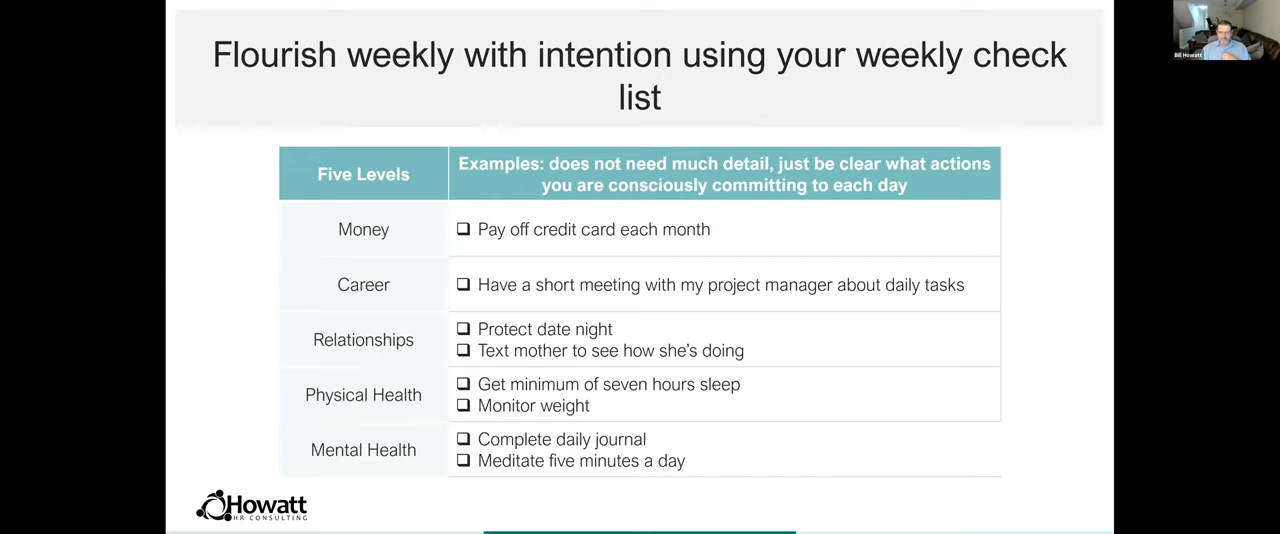 Flourish weekly with intention using your weekly check
list
Bill Howatt
Five Levels
Examples: does not need much detail, just be clear what actions
you are consciously committing to each day
Money
Pay off credit card each month
Career
Have a short meeting with my project manager about daily tasks
Relationships
Protect date night
Text mother to see how she's doing
Physical Health
Get minimum of seven hours sleep
Monitor weight
Mental Health
Complete daily journal
Meditate five minutes a day
Howatt
HR CONSULTING